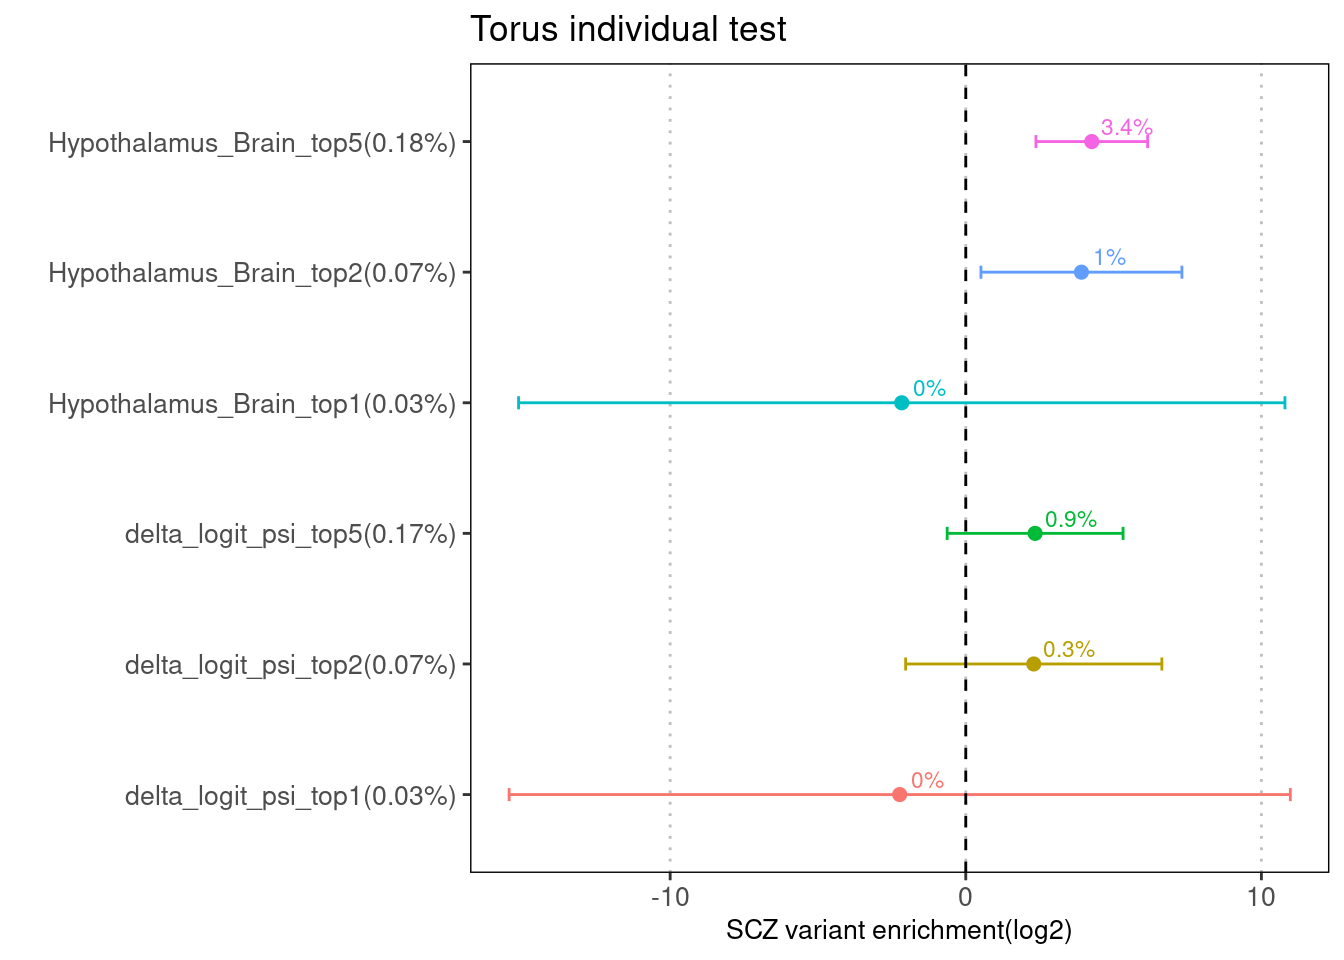 Torus individual test
Hypothalamus_Brain_top5(0.18%)
3.4%
Hypothalamus_Brain_top2(0.07%)
1%
Hypothalamus_Brain_top1(0.03%)
0%
delta_logit_psi_top5(0.17%)
0.9%
delta_logit_psi_top2(0.07%)
0.3%
delta_logit_psi_top1(0.03%)
0%
-10 0 10
SCZ variant enrichment(log2)